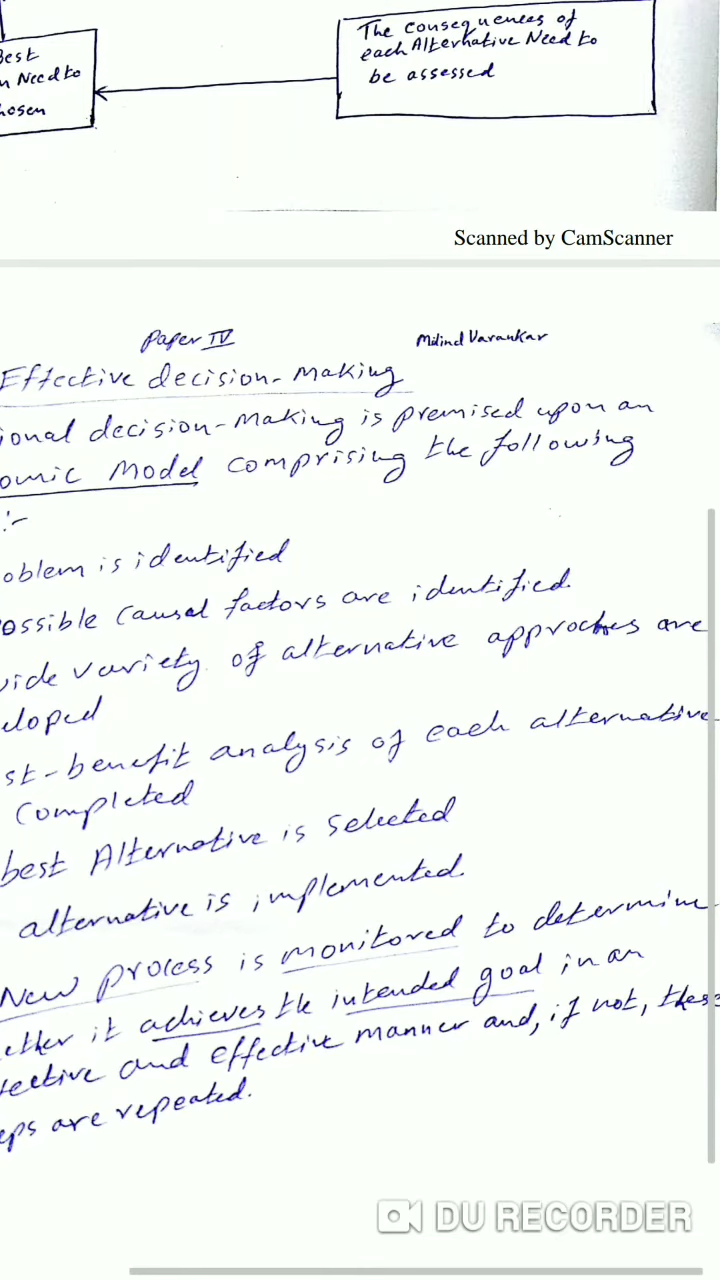 The consequences of
each Alternative Need to
be assessed
Best
Need to
Scanned by CamScanner
Paper IV
Milind Varankar
Effective decision-Making
ional decision-Making is premised upon an
omic Model comprising the following
:-
oblem is identified
ossible Causal factors are identified.
ide variety of alternative approches are
eloped
st-benefit analysis of each alternative
Completed
best Alternative is selected
alternative is implemented.
New process is monitored to determine
ether it achieves the intended goal in an
fective and effective manner and, if not, these
eps are repeated.
DU RECORDER